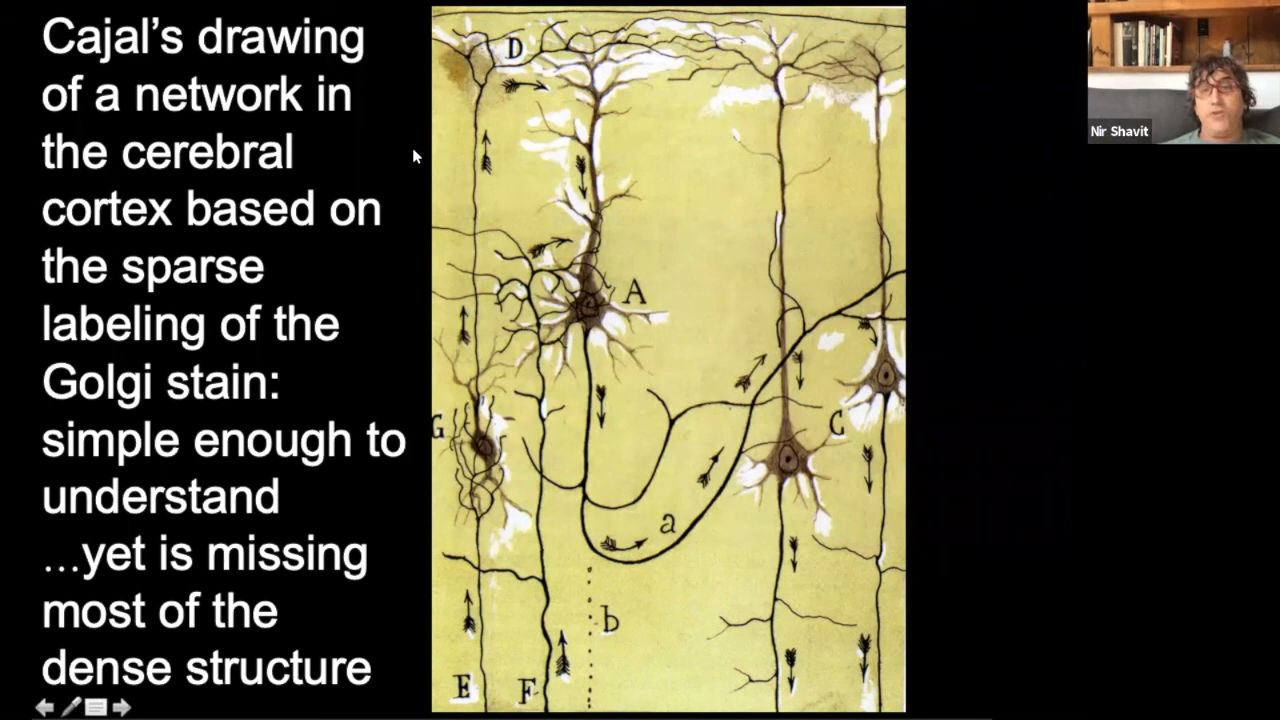 Cajal’s drawing
of a network in
the cerebral
cortex based on
the sparse
labeling of the
Golgi stain:
simple enough to
understand
…yet is missing
most of the
dense structure
D
A
G
C
a
b
E
F
Nir Shavit